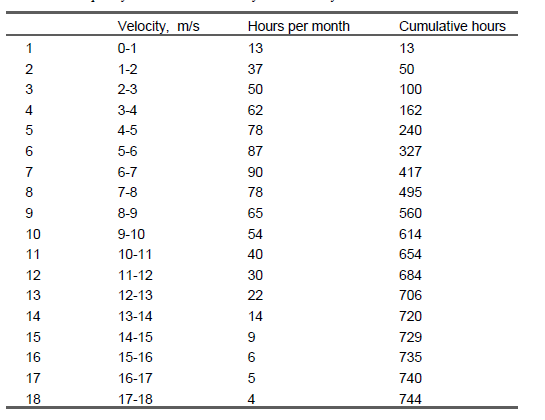 Velocity, m/s Hours per month Cumulative hours
1 0-1 13 13
2 1-2 37 50
3 2-3 50 100
4 3-4 62 162
5 4-5 78 240
6 5-6 87 327
7 6-7 90 417
8 7-8 78 495
9 8-9 65 560
10 9-10 54 614
11 10-11 40 654
12 11-12 30 684
13 12-13 22 706
14 13-14 14 720
15 14-15 9 729
16 15-16 6 735
17 16-17 5 740
18 17-18 4 744